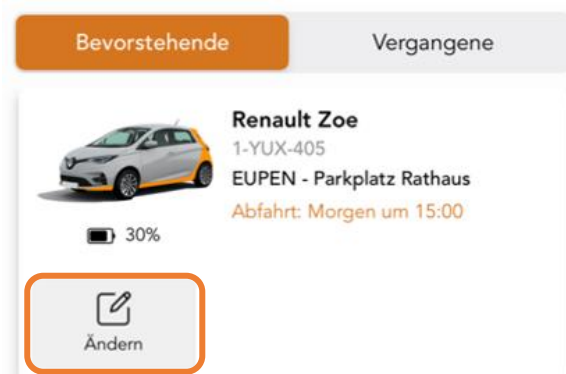 Bevorstehende
Vergangene
Renault Zoe
1-YUX-405
EUPEN - Parkplatz Rathaus
Abfahrt: Morgen um 15:00
30%
Ändern